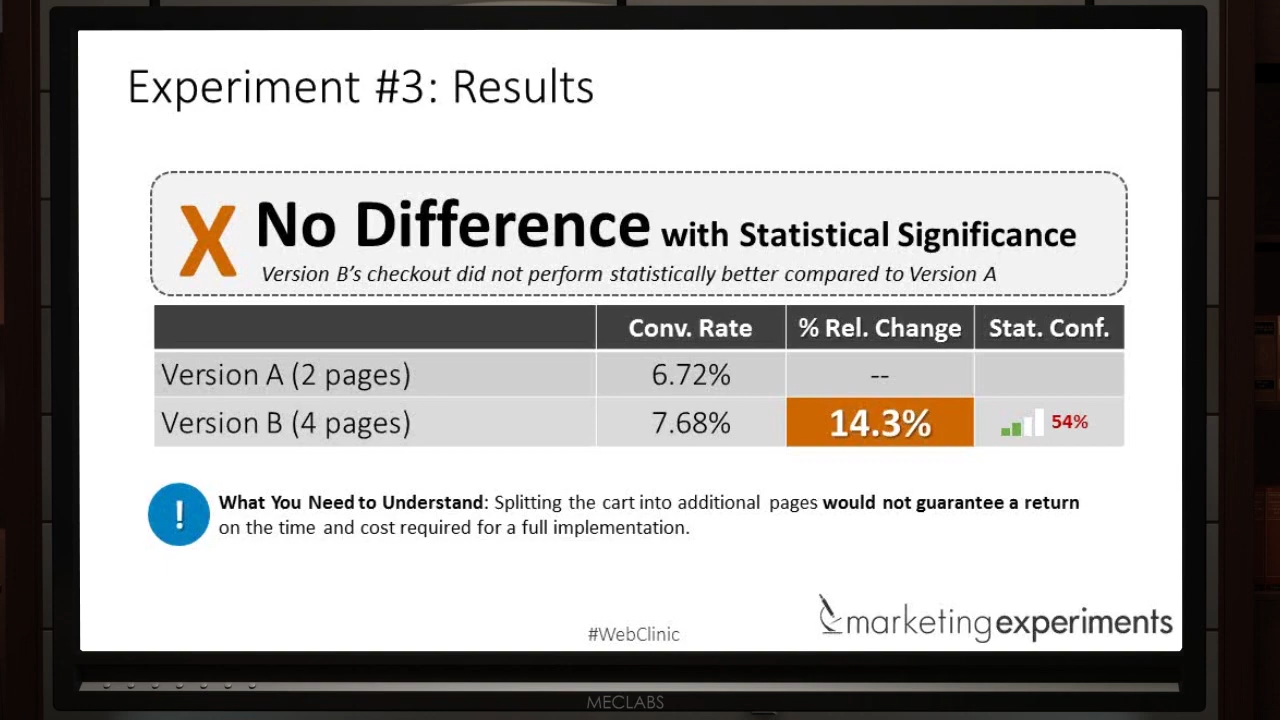 Experiment #3: Results
X No Difference with Statistical Significance
Version B's checkout did not perform statistically better compared to Version A
Conv. Rate % Rel. Change Stat. Conf.
Version A (2 pages) 6.72% --
Version B (4 pages) 7.68% 14.3% 54%
! What You Need to Understand: Splitting the cart into additional pages would not guarantee a return
on the time and cost required for a full implementation.
#WebClinic
marketingexperiments
MECLABS